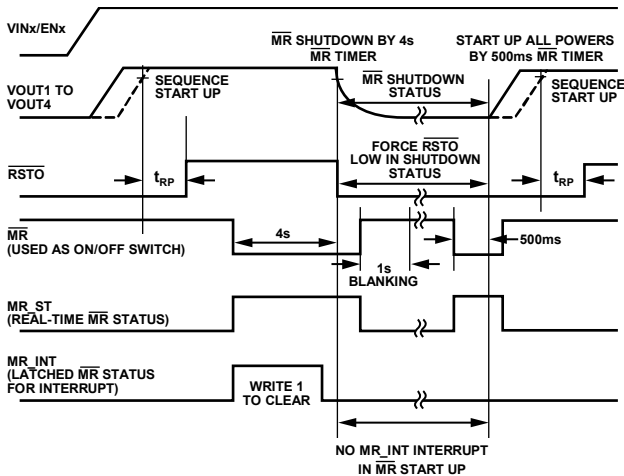 VINx/ENx
MR SHUTDOWN BY 4s
MR TIMER
START UP ALL POWERS
BY 500ms MR TIMER
VOUT1 TO
VOUT4
SEQUENCE
START UP
MR SHUTDOWN
STATUS
SEQUENCE
START UP
RSTO
tRP
FORCE RSTO
LOW IN SHUTDOWN
STATUS
tRP
MR
(USED AS ON/OFF SWITCH)
4s
1s
BLANKING
500ms
MR_ST
(REAL-TIME MR STATUS)
MR_INT
(LATCHED MR STATUS
FOR INTERRUPT)
WRITE 1
TO CLEAR
NO MR_INT INTERRUPT
IN MR START UP